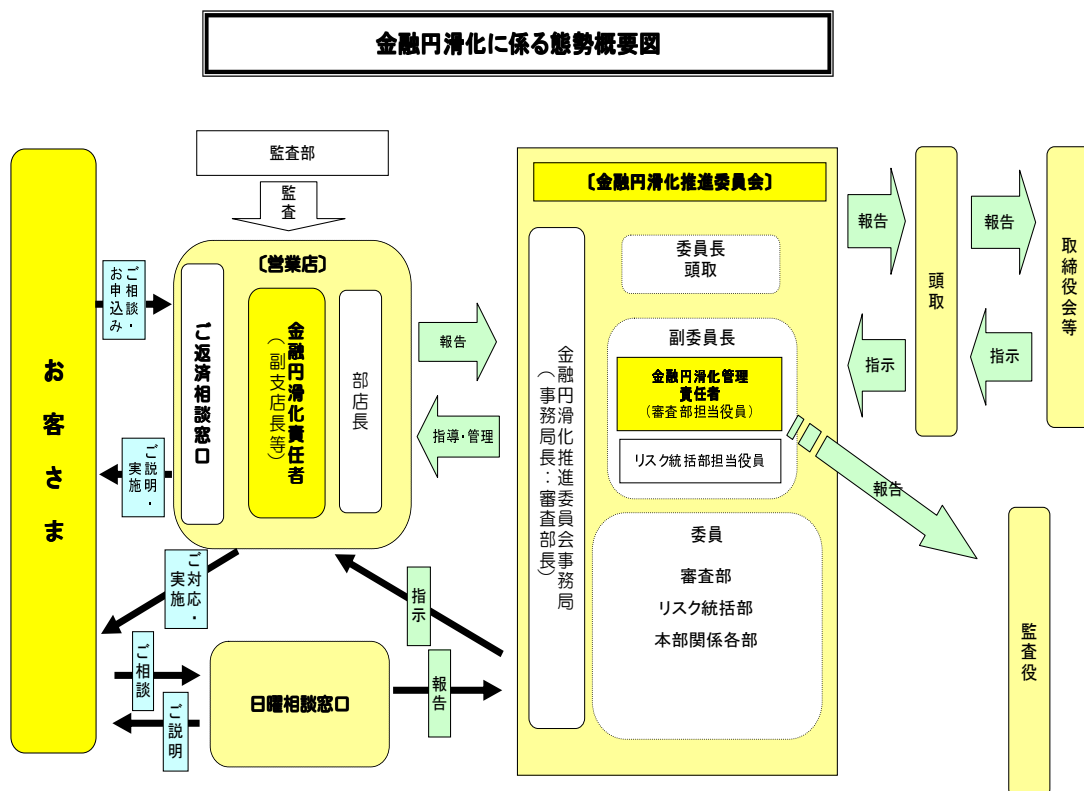 金融円滑化に係る態勢概要図
お客さま
監査部
監査
〔営業店〕
ご返済相談窓口
金融円滑化責任者
（副支店長等）
部店長
ご相談・
お申込み
ご説明・
実施
ご対応・
実施
ご相談
ご説明
日曜相談窓口
報告
指導・管理
指示
報告
〔金融円滑化推進委員会〕
金融円滑化推進委員会事務局
（事務局長：審査部長）
委員長
頭取
副委員長
金融円滑化管理
責任者
（審査部担当役員）
リスク統括部担当役員
委員
審査部
リスク統括部
本部関係各部
報告
指示
頭取
報告
指示
取締役会等
報告
監査役